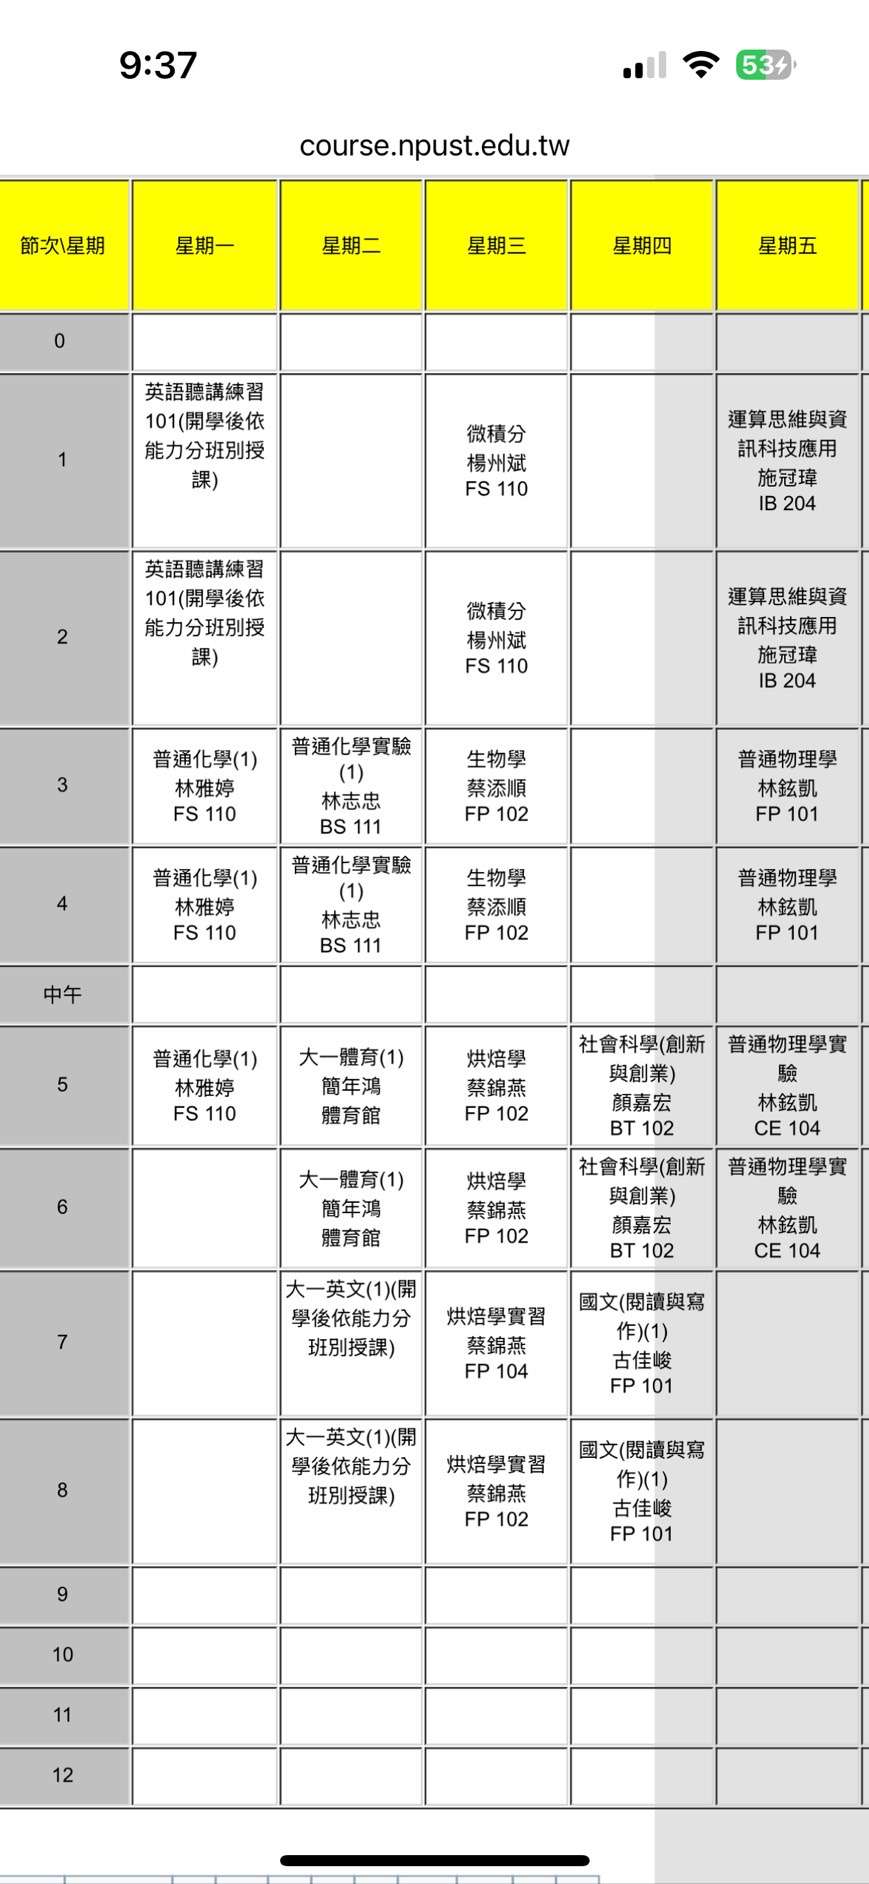 9:37
53
course.npust.edu.tw
節次\星期 星期一 星期二 星期三 星期四 星期五
0
1
英語聽講練習
101(開學後依
能力分班別授
課)
微積分
楊州斌
FS 110
運算思維與資
訊科技應用
施冠瑋
IB 204
2
英語聽講練習
101(開學後依
能力分班別授
課)
微積分
楊州斌
FS 110
運算思維與資
訊科技應用
施冠瑋
IB 204
3
普通化學(1)
林雅婷
FS 110
普通化學實驗
(1)
林志忠
BS 111
生物學
蔡添順
FP 102
普通物理學
林鉉凱
FP 101
4
普通化學(1)
林雅婷
FS 110
普通化學實驗
(1)
林志忠
BS 111
生物學
蔡添順
FP 102
普通物理學
林鉉凱
FP 101
中午
5
普通化學(1)
林雅婷
FS 110
大一體育(1)
簡年鴻
體育館
烘焙學
蔡錦燕
FP 102
社會科學(創新
與創業)
顏嘉宏
BT 102
普通物理學實
驗
林鉉凱
CE 104
6
大一體育(1)
簡年鴻
體育館
烘焙學
蔡錦燕
FP 102
社會科學(創新
與創業)
顏嘉宏
BT 102
普通物理學實
驗
林鉉凱
CE 104
7
大一英文(1)(開
學後依能力分
班別授課)
烘焙學實習
蔡錦燕
FP 104
國文(閱讀與寫
作)(1)
古佳峻
FP 101
8
大一英文(1)(開
學後依能力分
班別授課)
烘焙學實習
蔡錦燕
FP 102
國文(閱讀與寫
作)(1)
古佳峻
FP 101
9
10
11
12